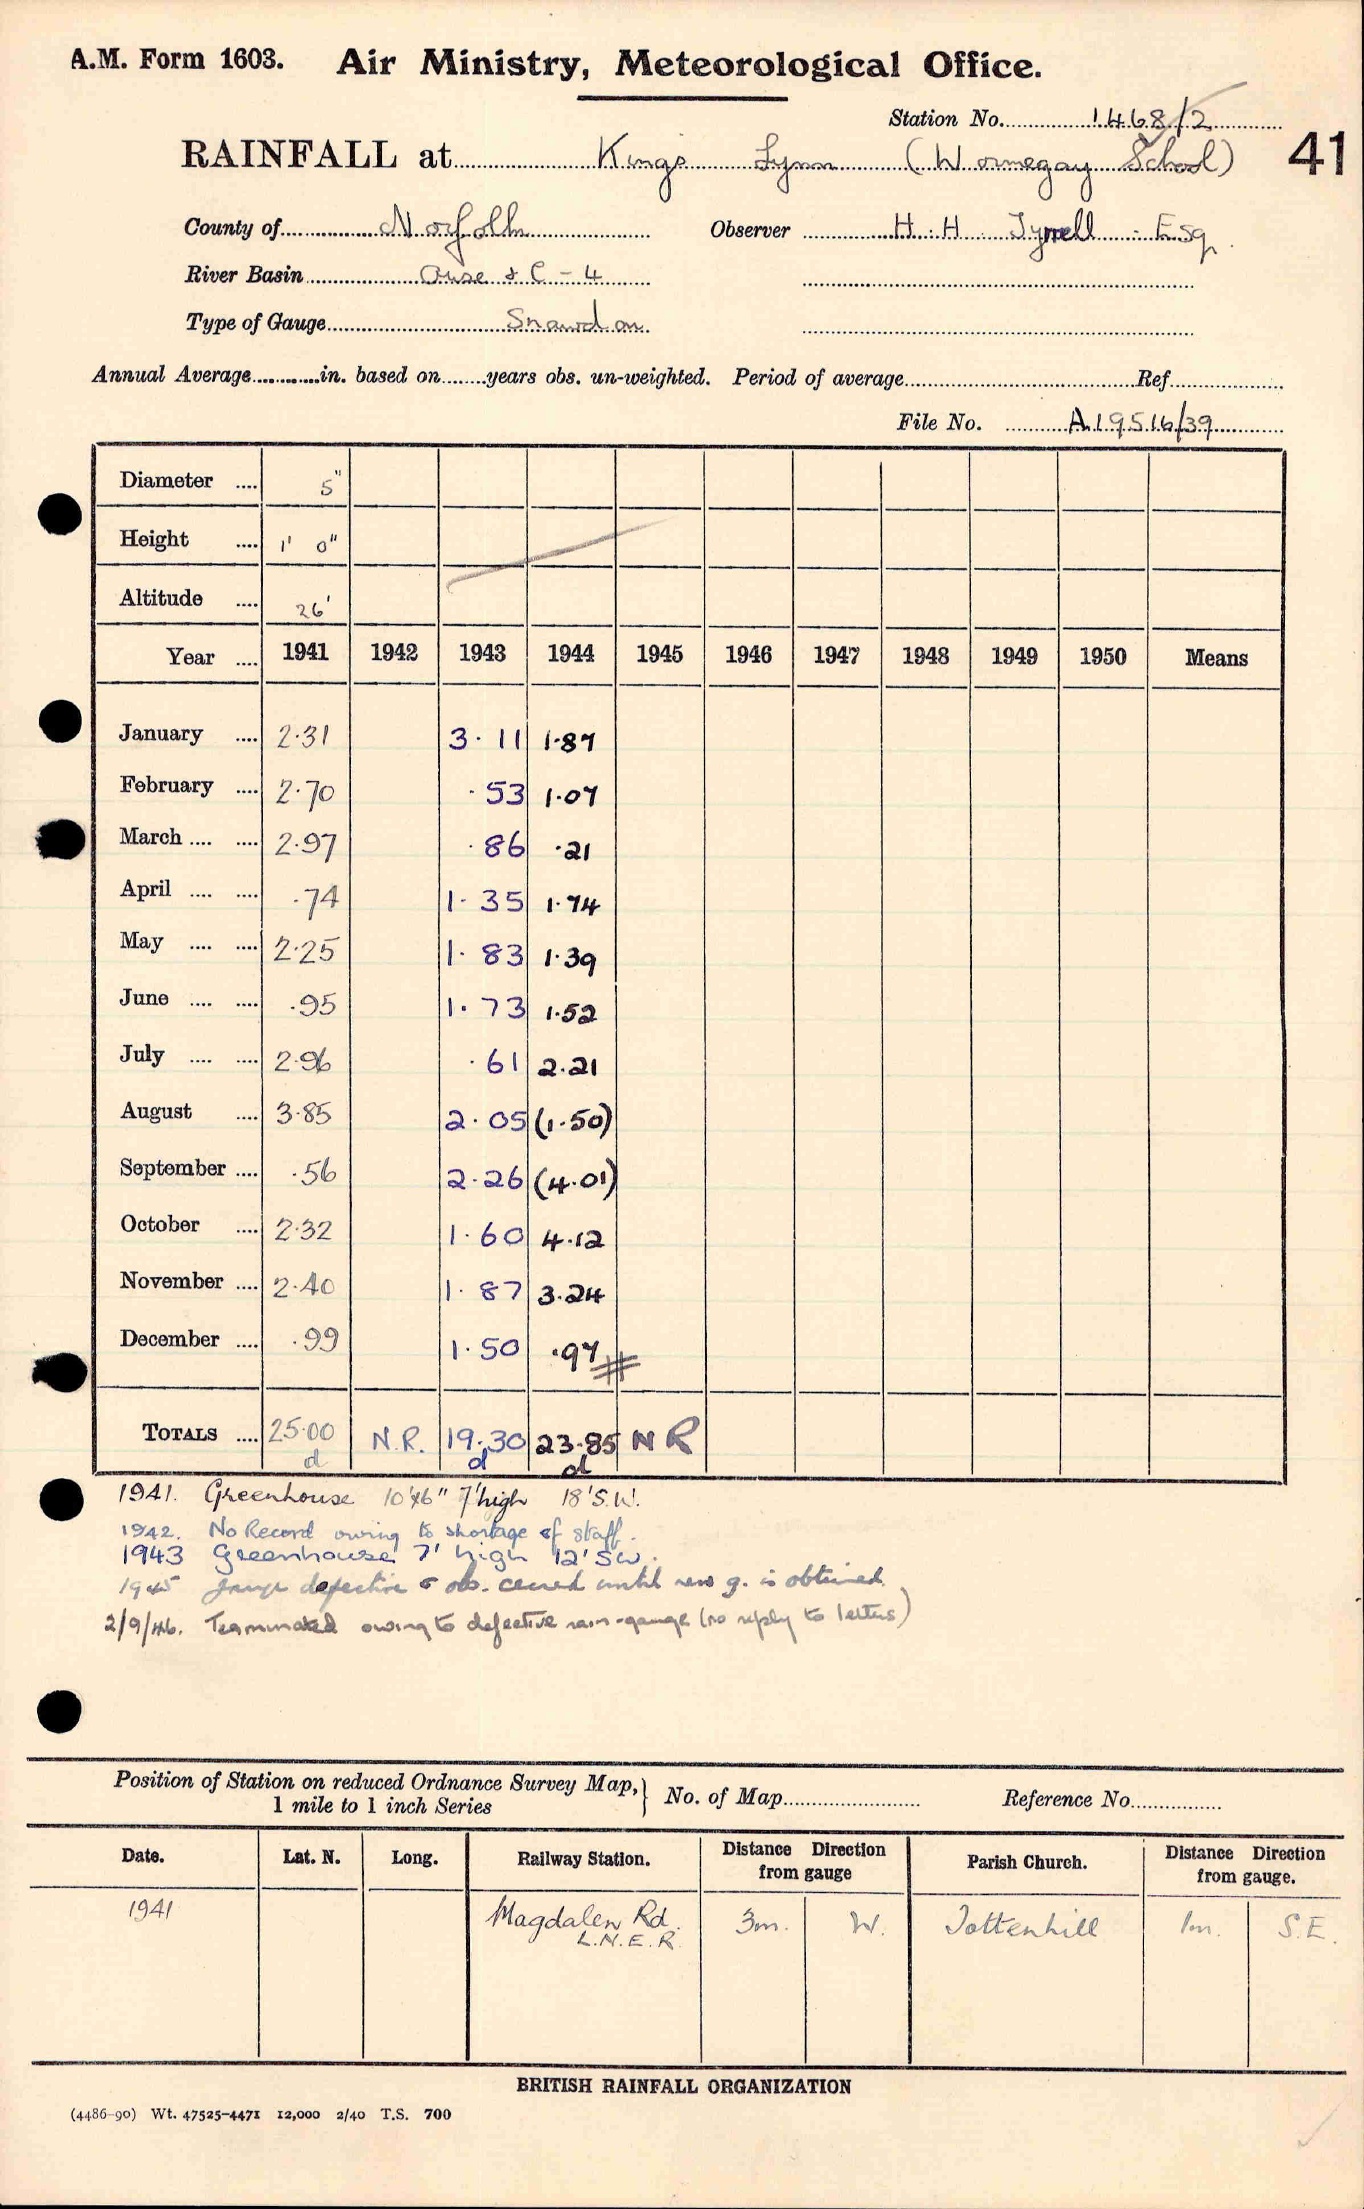 A.M. Form 1603. Air Ministry, Meteorological Office.
Station No. 1468/2
RAINFALL at Kings Lynn (Wormegay School) 41
County of Norfolk Observer H. H. Tyrrell Esq.
River Basin Ouse & C - 4
Type of Gauge Snowdon
Annual Average in. based on years obs. un-weighted. Period of average Ref
File No. A19516/39
Diameter .... 5"
Height .... 1' 0"
Altitude .... 26'
Year .... 1941 1942 1943 1944 1945 1946 1947 1948 1949 1950 Means
January .... 2.31 3.11 1.87
February .... 2.70 .53 1.07
March .... .... 2.97 .86 .21
April .... .... .74 1.35 1.74
May .... .... 2.25 1.83 1.39
June .... .... .95 1.73 1.52
July .... .... 2.96 .61 2.21
August .... 3.85 2.05 (1.50)
September .... .56 2.26 (4.01)
October .... 2.32 1.60 4.12
November .... 2.40 1.87 3.24
December .... .99 1.50 .97
TOTALS .... 25.00 N.R. 19.30 23.85 N R
d d d
1941. Greenhouse 10'x6" 7' high 18' S.W.
1942. No Record owing to shortage of staff.
1943 Greenhouse 7' high 12' SW.
1945 gauge defective & obs. ceased until new g. is obtained.
2/9/46. Terminated owing to defective rain-gauge (no reply to letters)
Position of Station on reduced Ordnance Survey Map, } No. of Map Reference No.
1 mile to 1 inch Series
Date. Lat. N. Long. Railway Station. Distance Direction from gauge Parish Church. Distance Direction from gauge.
1941 Magdalen Rd. 3m. W. Tottenhill 1m. S.E.
L.N.E.R.
BRITISH RAINFALL ORGANIZATION
(4486-90) Wt. 47525-4471 12,000 2/40 T.S. 700